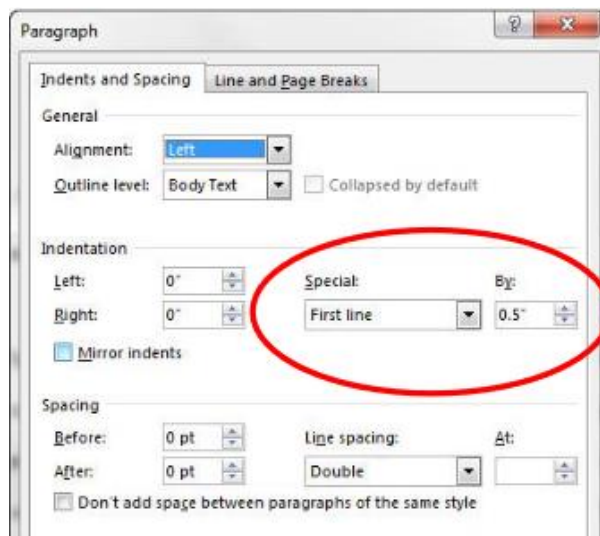 Paragraph
Indents and Spacing Line and Page Breaks
General
Alignment: Left
Outline level: Body Text Collapsed by default
Indentation
Left: 0" Special: By:
Right: 0" First line 0.5"
Mirror indents
Spacing
Before: 0 pt Line spacing: At:
After: 0 pt Double
Don't add space between paragraphs of the same style